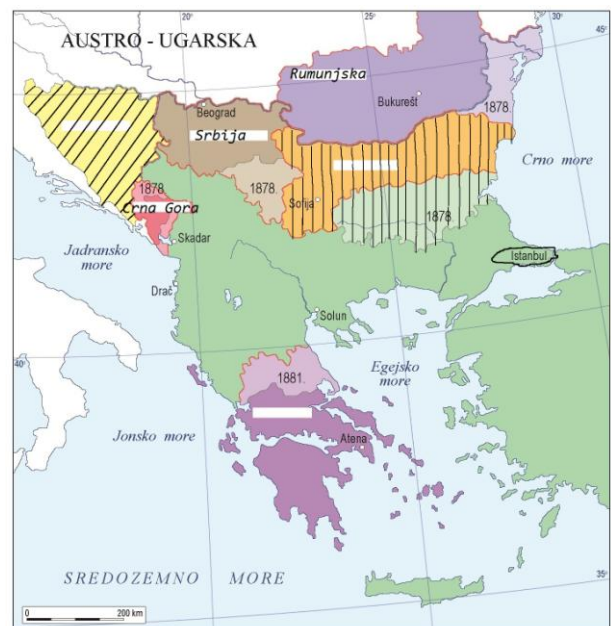 20°
25°
45°
AUSTRO - UGARSKA
Rumunjska
Beograd
Bukurešt
1878.
Srbija
Crno more
1878.
1878.
Sofija
Crna Gora
1878.
Skadar
Jadransko
more
Istanbul
Drač
Solun
40°
1881.
Egejsko
more
Jonsko more
Atena
SREDOZEMNO MORE
35°
0
200 km
20°
25°
30°